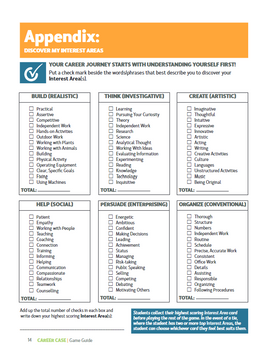 Appendix:
DISCOVER MY INTEREST AREAS
YOUR CAREER JOURNEY STARTS WITH UNDERSTANDING YOURSELF FIRST!
Put a check mark beside the words/phrases that best describe you to discover your
Interest Area(s).
BUILD (REALISTIC)
Practical
Assertive
Competitive
Independent Work
Hands-on Activities
Outdoor Work
Working with Plants
Working with Animals
Building
Physical Activity
Operating Equipment
Clear, Specific Goals
Fixing
Using Machines
TOTAL:
THINK (INVESTIGATIVE)
Learning
Pursuing Your Curiosity
Theory
Independent Work
Research
Science
Analytical Thought
Working With Ideas
Evaluating Information
Experimenting
Reading
Knowledge
Technology
Inquisitive
TOTAL:
CREATE (ARTISTIC)
Imaginative
Thoughtful
Intuitive
Expressive
Innovative
Artistic
Acting
Writing
Creative Activities
Culture
Languages
Unstructured Activities
Music
Being Original
TOTAL:
HELP (SOCIAL)
Patient
Empathy
Working with People
Teaching
Coaching
Connection
Training
Informing
Helping
Communication
Compassionate
Relationships
Teamwork
Counselling
TOTAL:
PERSUADE (ENTERPRISING)
Energetic
Ambitious
Confident
Making Decisions
Leading
Achievement
Status
Managing
Risk-taking
Public Speaking
Selling
Competing
Debating
Motivating Others
TOTAL:
ORGANIZE (CONVENTIONAL)
Thorough
Structure
Numbers
Independent Work
Routine
Schedule
Precise, Accurate Work
Consistent
Office Work
Details
Assisting
Responsible
Organizing
Following Procedures
TOTAL:
Add up the total number of checks in each box and
write down your highest scoring Interest Area(s):
Students collect their highest scoring Interest Area card
before playing the rest of the game. In the event of a tie,
where the student has two or more top Interest Areas, the
student can choose whichever card they feel best suits them.
14 CAREER CASE | Game Guide